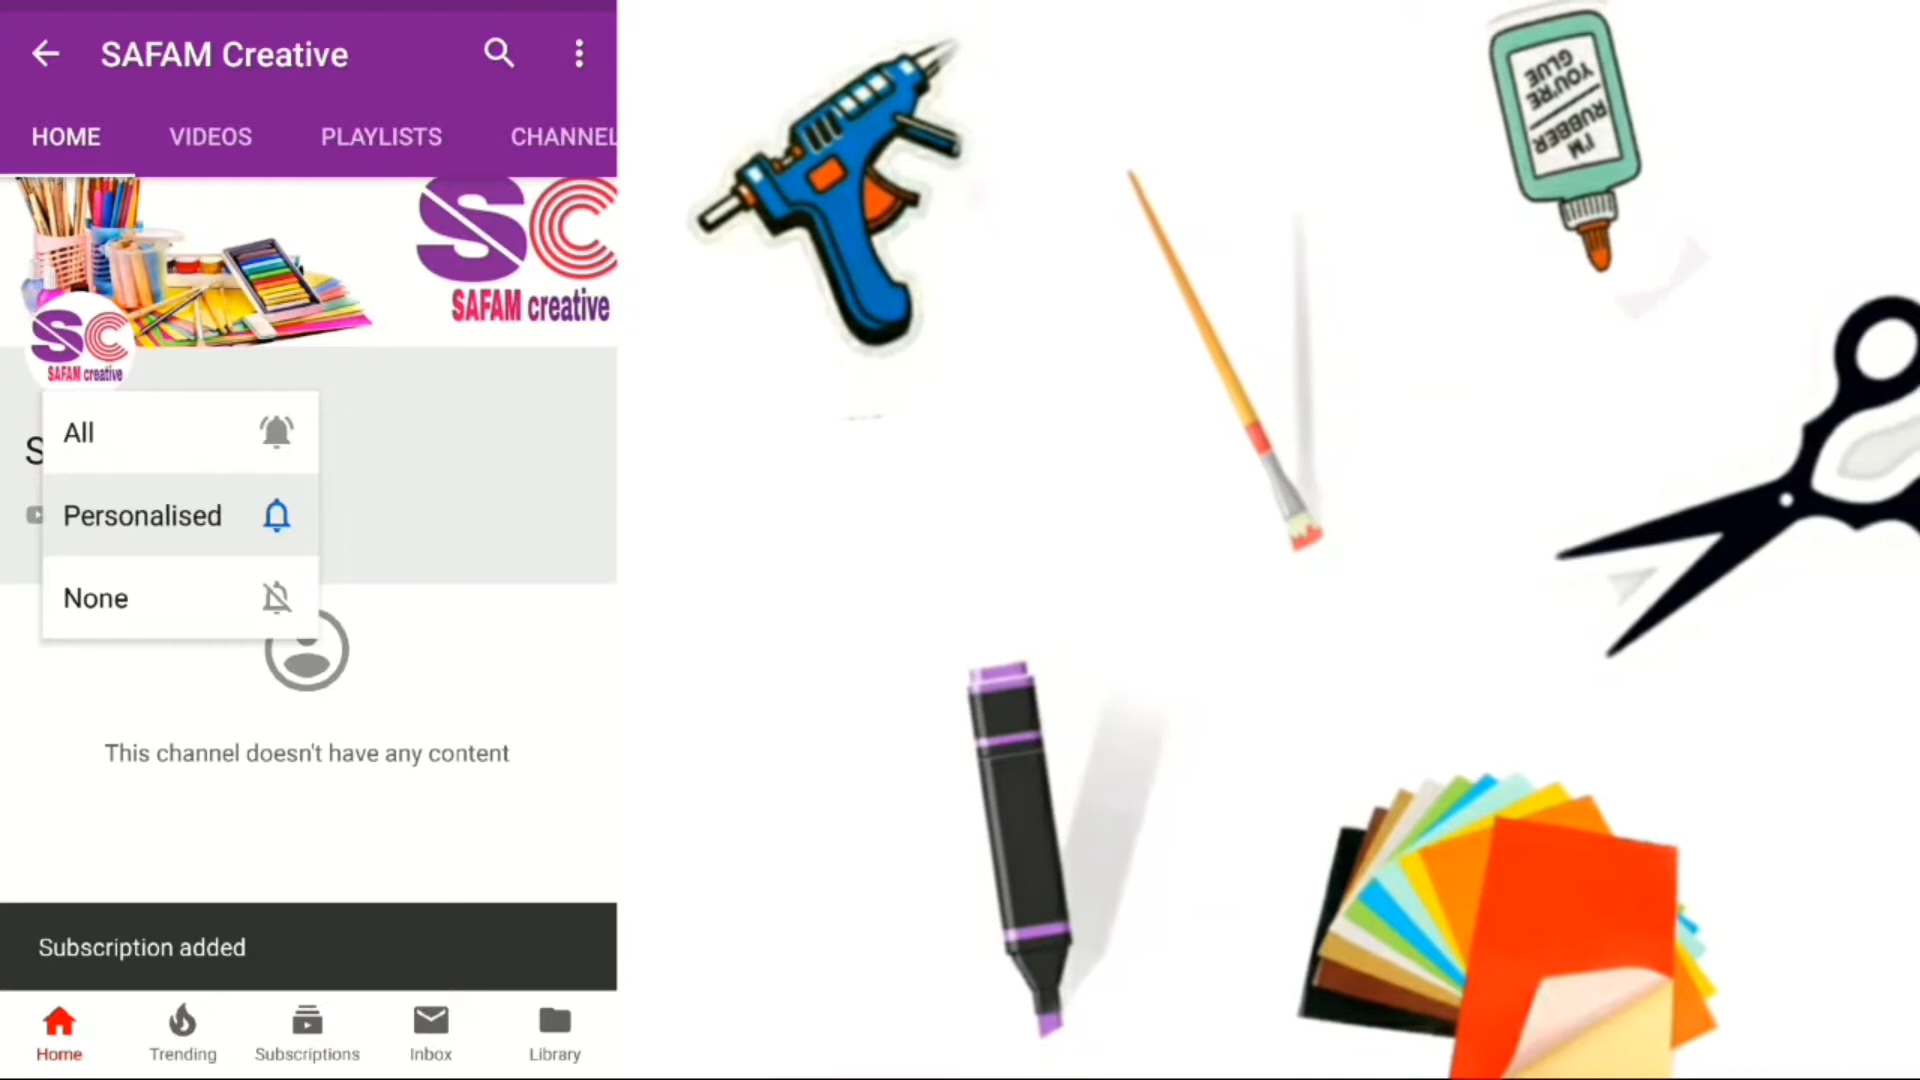 SAFAM Creative
HOME VIDEOS PLAYLISTS CHANNEL
SC
SAFAM creative
SC
SAFAM creative
All
S
Personalised
None
This channel doesn't have any content
Subscription added
Home Trending Subscriptions Inbox Library
I'M
RUBBER
YOU'RE
GLUE